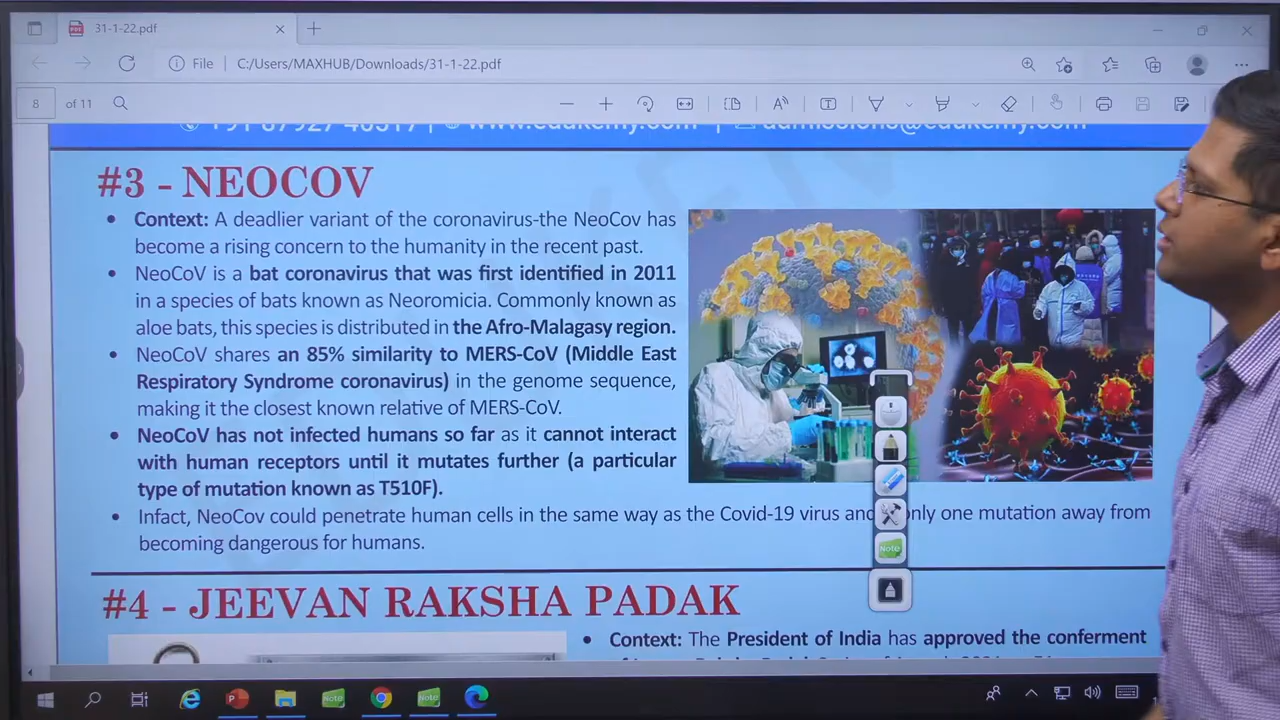 31-1-22.pdf
File
C:/Users/MAXHUB/Downloads/31-1-22.pdf
8
of 11
#3 - NEOCOV
• Context: A deadlier variant of the coronavirus-the NeoCov has
become a rising concern to the humanity in the recent past.
• NeoCoV is a bat coronavirus that was first identified in 2011
in a species of bats known as Neoromicia. Commonly known as
aloe bats, this species is distributed in the Afro-Malagasy region.
• NeoCoV shares an 85% similarity to MERS-CoV (Middle East
Respiratory Syndrome coronavirus) in the genome sequence,
making it the closest known relative of MERS-CoV.
• NeoCoV has not infected humans so far as it cannot interact
with human receptors until it mutates further (a particular
type of mutation known as T510F).
• Infact, NeoCov could penetrate human cells in the same way as the Covid-19 virus and only one mutation away from
becoming dangerous for humans.
Note
#4 - JEEVAN RAKSHA PADAK
• Context: The President of India has approved the conferment
Note
Note